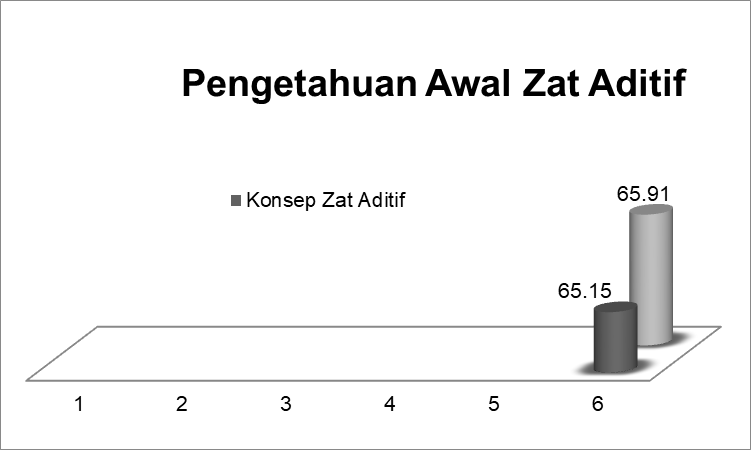 Pengetahuan Awal Zat Aditif
Konsep Zat Aditif
65.91
65.15
1 2 3 4 5 6